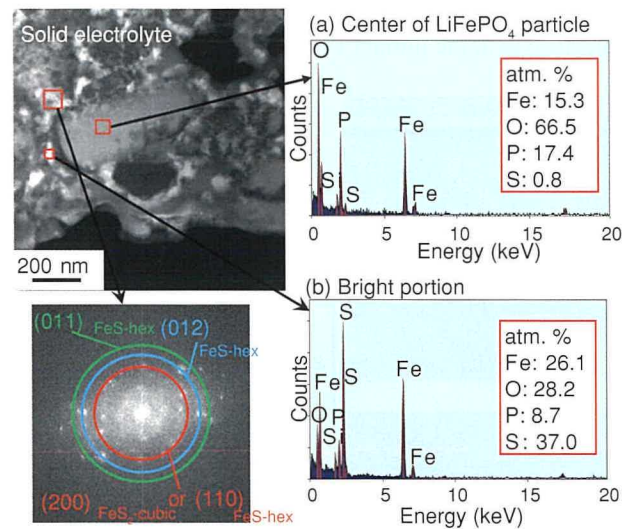 Solid electrolyte
200 nm
(a) Center of LiFePO₄ particle
Counts
O
Fe
P
S
S
Fe
Fe
atm. %
Fe: 15.3
O: 66.5
P: 17.4
S: 0.8
0 5 10 15 20
Energy (keV)
(b) Bright portion
Counts
S
Fe
S
Fe
O
P
S
Fe
atm. %
Fe: 26.1
O: 28.2
P: 8.7
S: 37.0
0 5 10 15 20
Energy (keV)
(011) FeS-hex
(012) FeS-hex
(200) FeS₂-cubic or (110) FeS-hex